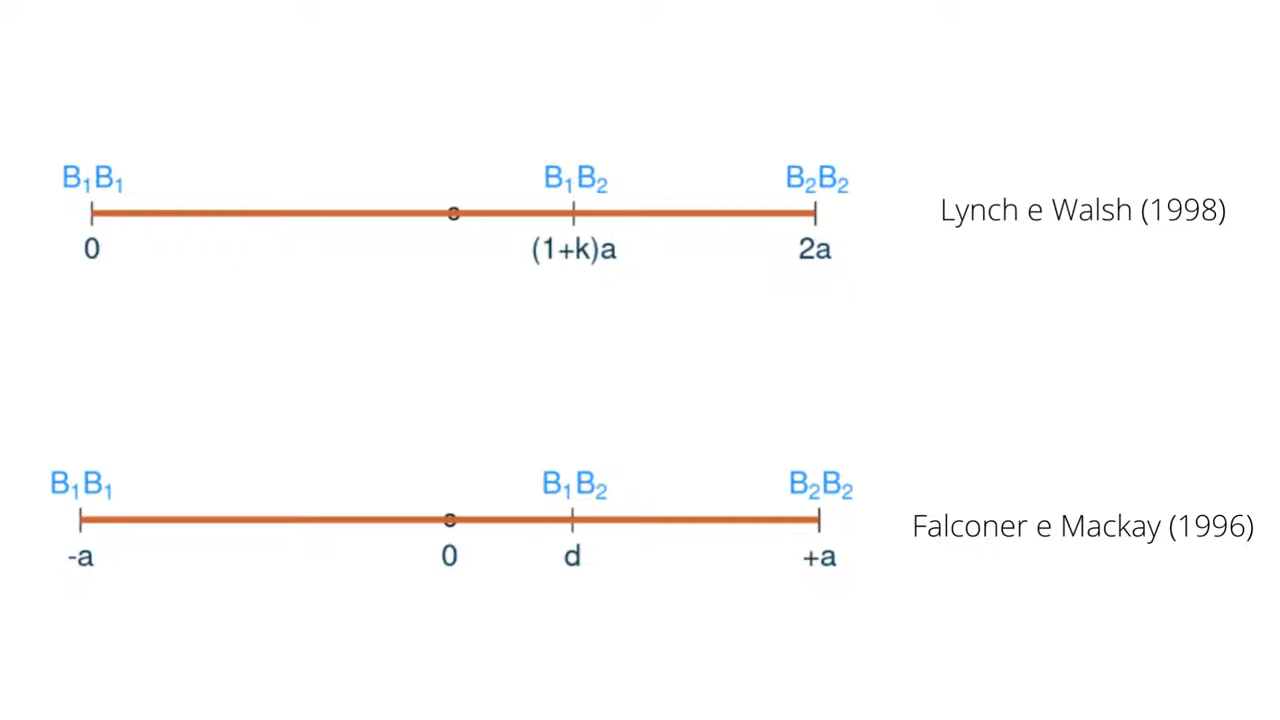 B₁B₁ B₁B₂ B₂B₂
0 (1+k)a 2a
Lynch e Walsh (1998)
B₁B₁ B₁B₂ B₂B₂
-a 0 d +a
Falconer e Mackay (1996)